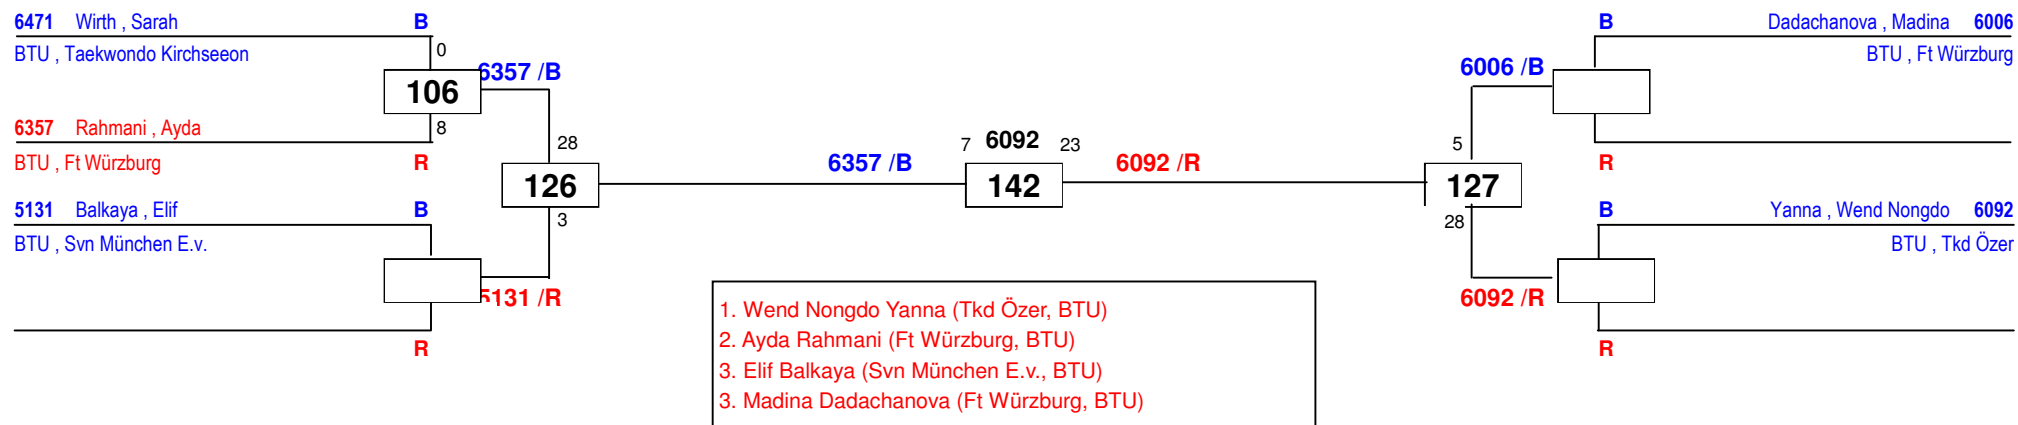 6471 Wirth , Sarah B
BTU , Taekwondo Kirchseeon
0
106
6357 /B
6357 Rahmani , Ayda
8
BTU , Ft Würzburg R
28
126
3
5131 Balkaya , Elif B
BTU , Svn München E.v.
5131 /R
R
6357 /B
7 6092 23
142
6092 /R
B Dadachanova , Madina 6006
BTU , Ft Würzburg
6006 /B
R
5
127
28
B Yanna , Wend Nongdo 6092
BTU , Tkd Özer
6092 /R
R
1. Wend Nongdo Yanna (Tkd Özer, BTU)
2. Ayda Rahmani (Ft Würzburg, BTU)
3. Elif Balkaya (Svn München E.v., BTU)
3. Madina Dadachanova (Ft Würzburg, BTU)